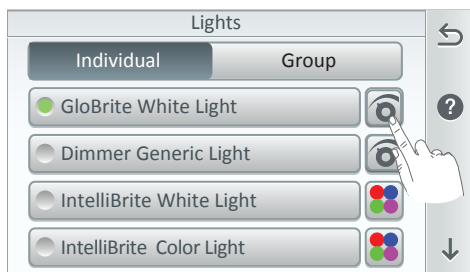 Lights
Individual Group
GloBrite White Light
?
Dimmer Generic Light
IntelliBrite White Light
IntelliBrite Color Light